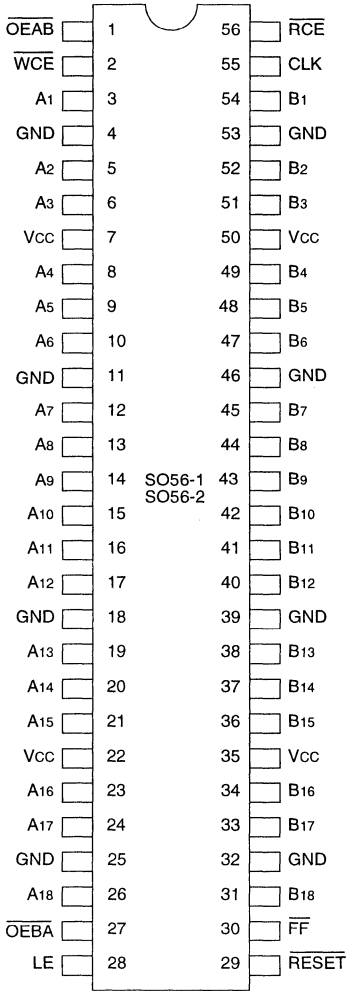 OEAB 1 56 RCE
WCE 2 55 CLK
A1 3 54 B1
GND 4 53 GND
A2 5 52 B2
A3 6 51 B3
VCC 7 50 VCC
A4 8 49 B4
A5 9 48 B5
A6 10 47 B6
GND 11 46 GND
A7 12 45 B7
A8 13 44 B8
A9 14 SO56-1 43 B9
SO56-2
A10 15 42 B10
A11 16 41 B11
A12 17 40 B12
GND 18 39 GND
A13 19 38 B13
A14 20 37 B14
A15 21 36 B15
VCC 22 35 VCC
A16 23 34 B16
A17 24 33 B17
GND 25 32 GND
A18 26 31 B18
OEBA 27 30 FF
LE 28 29 RESET